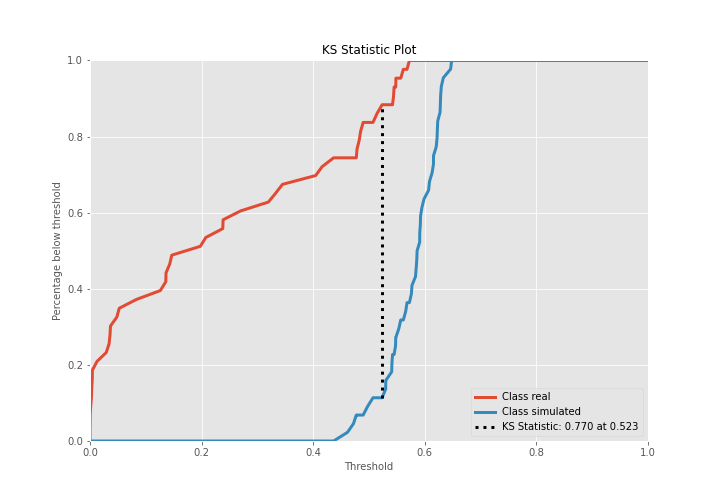 KS Statistic Plot
1.0
0.8
0.6
0.4
0.2
0.0
Percentage below threshold
Class real
Class simulated
KS Statistic: 0.770 at 0.523
0.0 0.2 0.4 0.6 0.8 1.0
Threshold